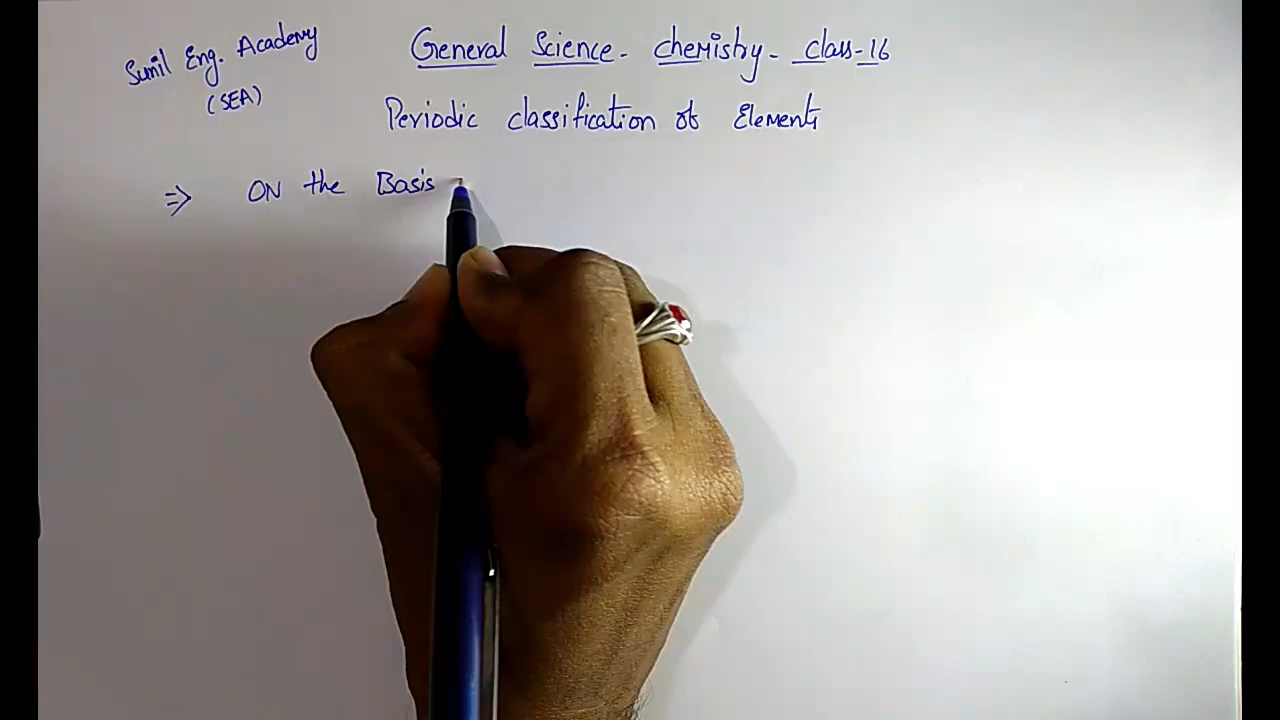 Sunil Eng. Academy
(SEA)
General Science - Chemistry - Class-16
Periodic classification of Elements
⇒ ON the Basis